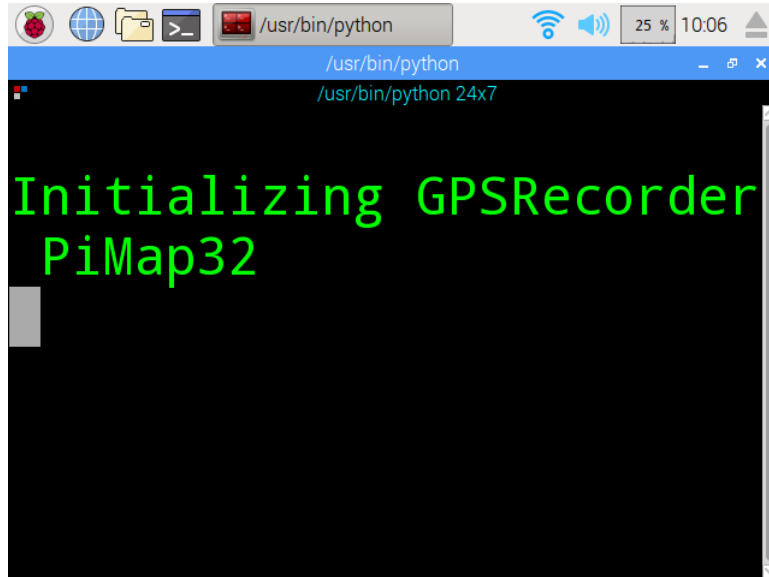 /usr/bin/python
25 %
10:06
/usr/bin/python
/usr/bin/python 24x7
Initializing GPSRecorder
PiMap32